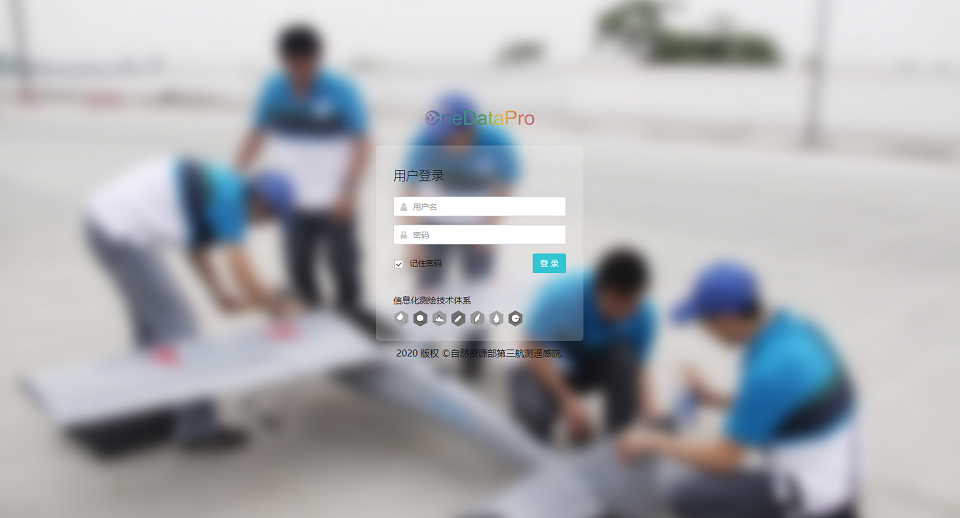 OneDataPro
用户登录
用户名
密码
记住密码
登 录
信息化测绘技术体系
2020 版权 ©自然资源部第三航测遥感院.